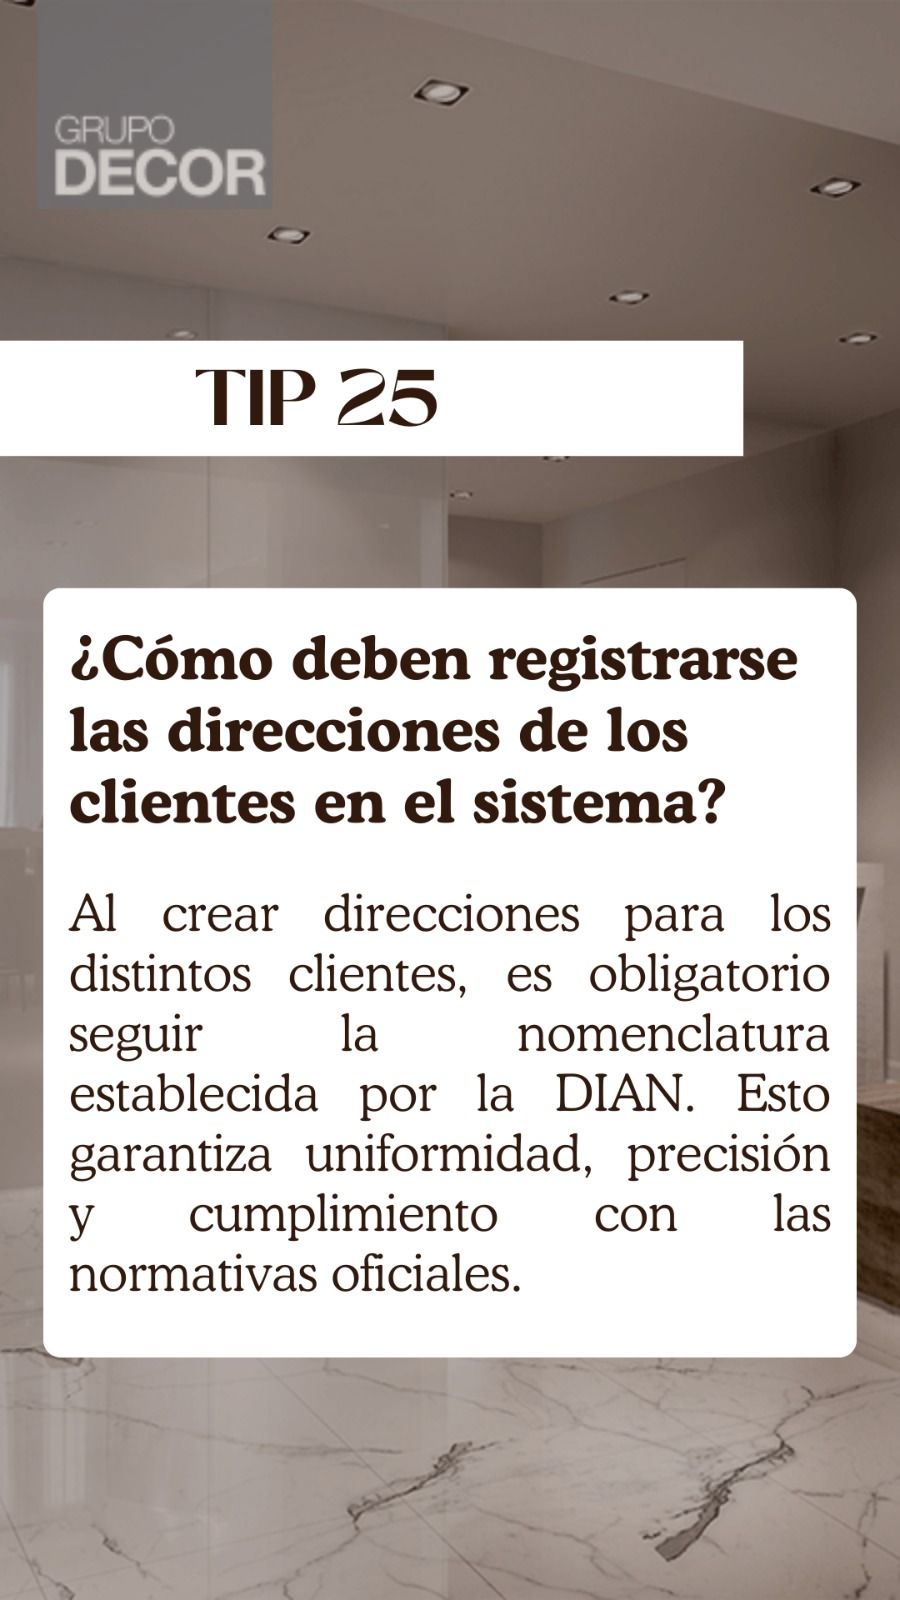 GRUPO
DECOR
TIP 25
¿Cómo deben registrarse
las direcciones de los
clientes en el sistema?
Al crear direcciones para los
distintos clientes, es obligatorio
seguir la nomenclatura
establecida por la DIAN. Esto
garantiza uniformidad, precisión
y cumplimiento con las
normativas oficiales.